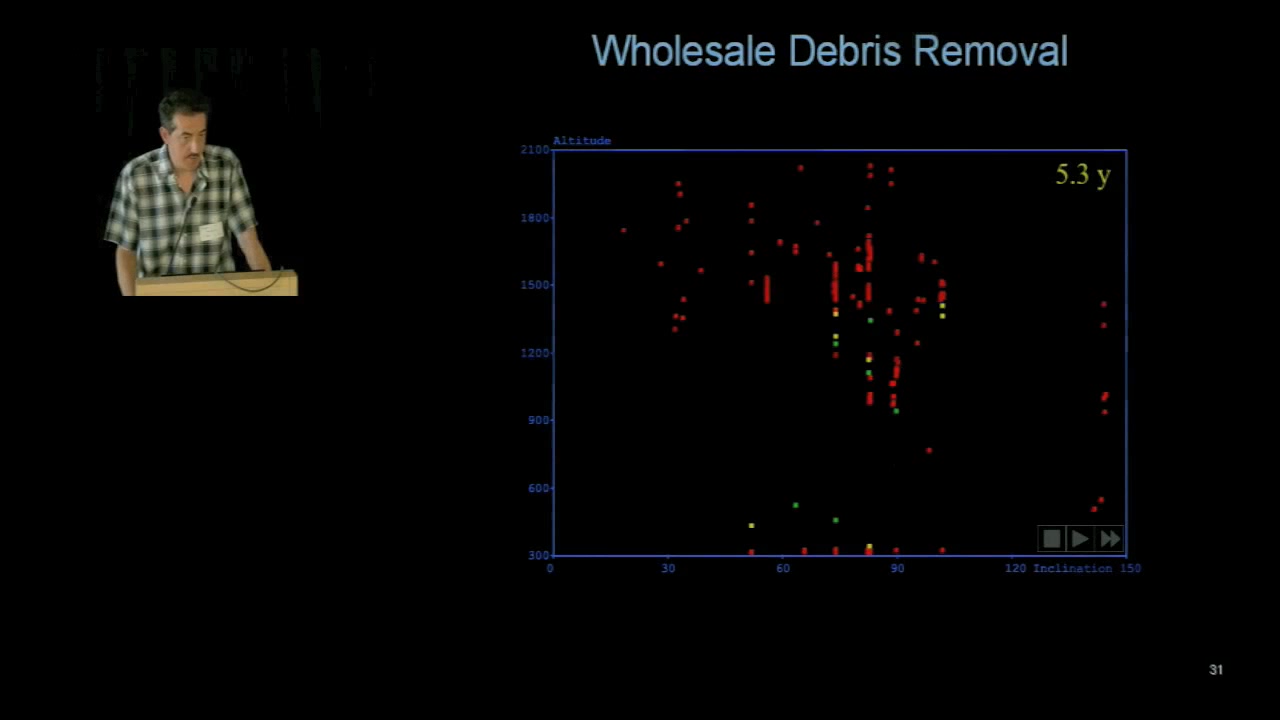 Wholesale Debris Removal
Altitude
2100
5.3 y
1800
1500
1200
900
600
300
0 30 60 90 120 Inclination 150
31